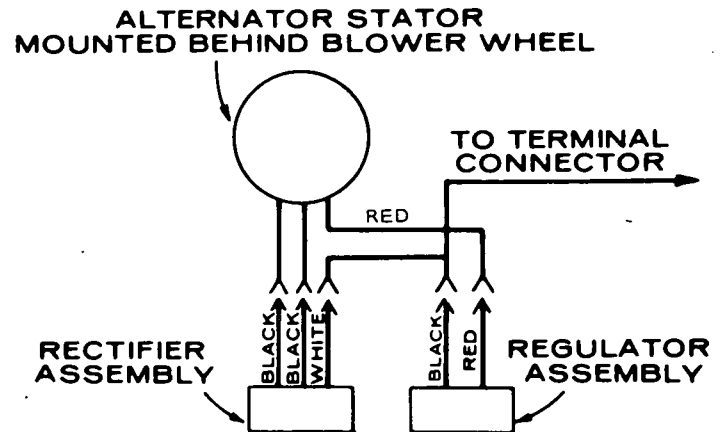 ALTERNATOR STATOR
MOUNTED BEHIND BLOWER WHEEL
TO TERMINAL
CONNECTOR
RED
BLACK
BLACK
WHITE
BLACK
RED
RECTIFIER
ASSEMBLY
REGULATOR
ASSEMBLY